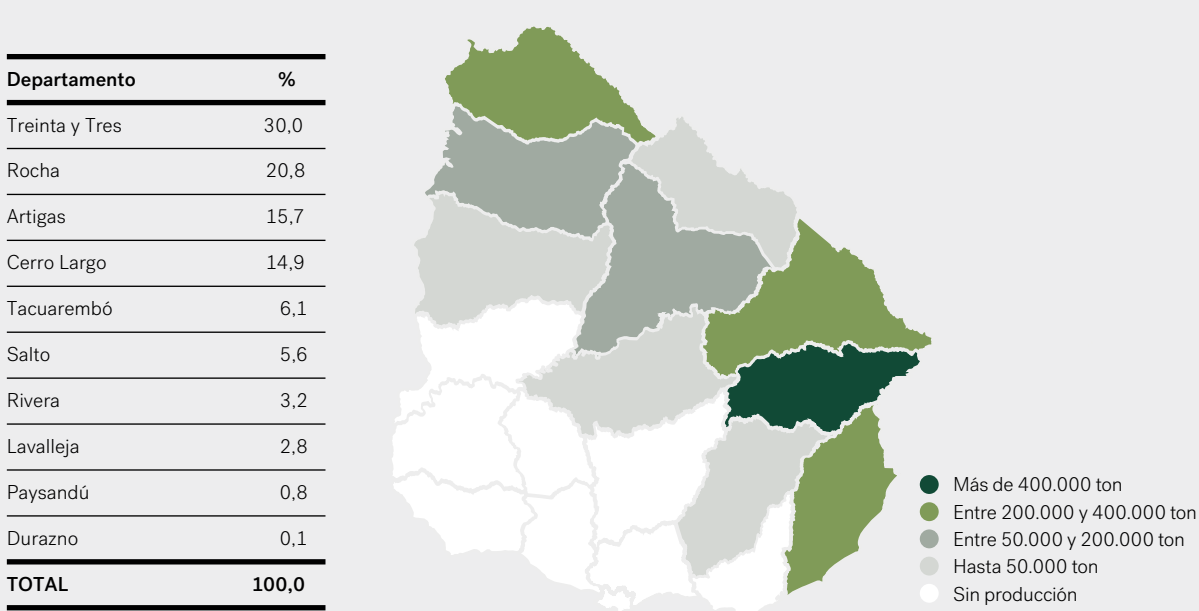 Departamento %
Treinta y Tres 30,0
Rocha 20,8
Artigas 15,7
Cerro Largo 14,9
Tacuarembó 6,1
Salto 5,6
Rivera 3,2
Lavalleja 2,8
Paysandú 0,8
Durazno 0,1
TOTAL 100,0
Más de 400.000 ton
Entre 200.000 y 400.000 ton
Entre 50.000 y 200.000 ton
Hasta 50.000 ton
Sin producción